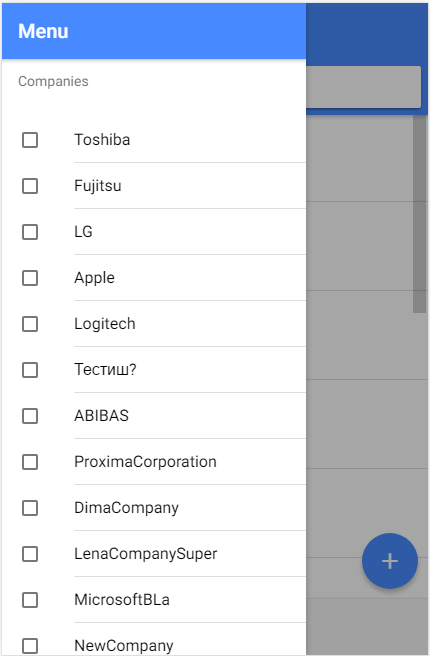 Menu
Companies
Toshiba
Fujitsu
LG
Apple
Logitech
Тестиш?
ABIBAS
ProximaCorporation
DimaCompany
LenaCompanySuper
MicrosoftBLa
NewCompany